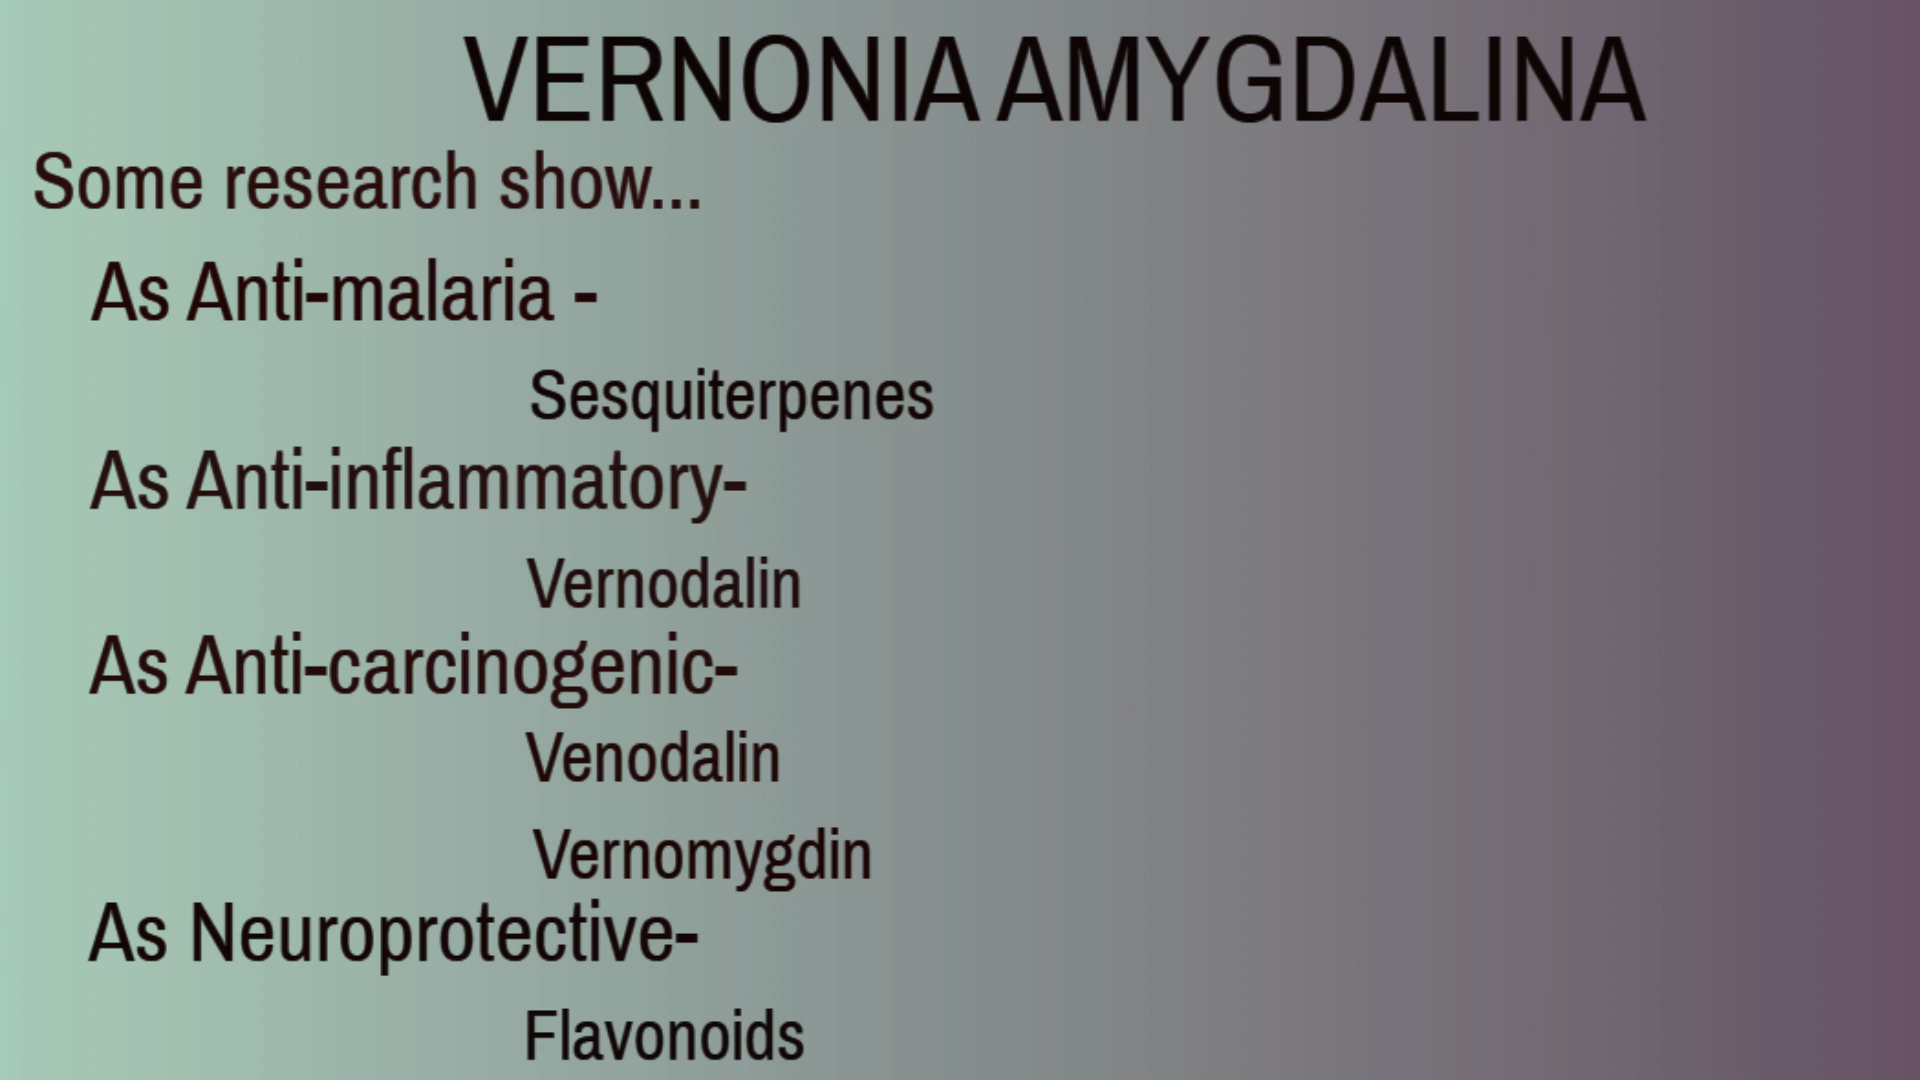 VERNONIA AMYGDALINA
Some research show...
As Anti-malaria -
Sesquiterpenes
As Anti-inflammatory-
Vernodalin
As Anti-carcinogenic-
Venodalin
Vernomygdin
As Neuroprotective-
Flavonoids